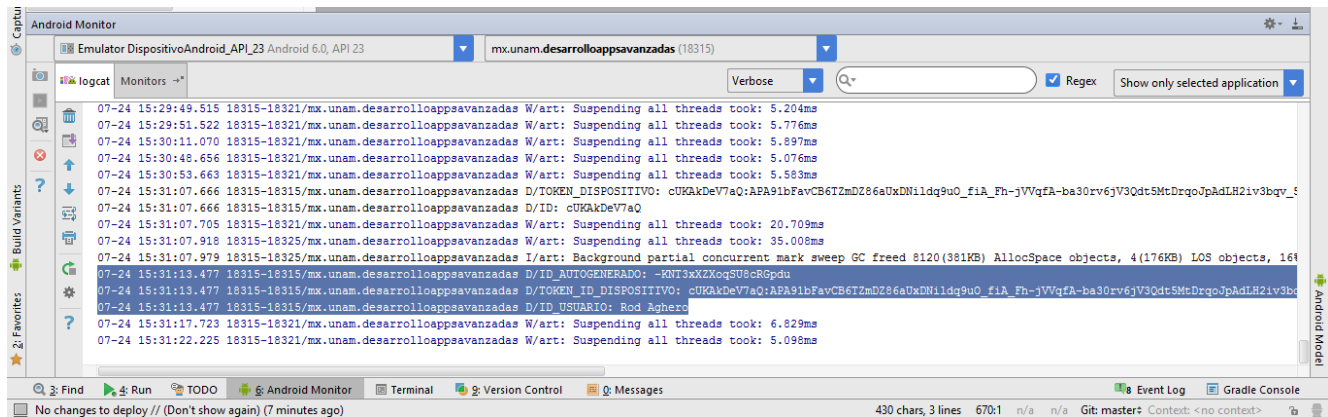 Captu
Android Monitor
Emulator DispositivoAndroid_API_23 Android 6.0, API 23
mx.unam.desarrolloappsavanzadas (18315)
logcat Monitors
Verbose
Regex
Show only selected application
07-24 15:29:49.515 18315-18321/mx.unam.desarrolloappsavanzadas W/art: Suspending all threads took: 5.204ms
07-24 15:29:51.522 18315-18321/mx.unam.desarrolloappsavanzadas W/art: Suspending all threads took: 5.776ms
07-24 15:30:11.070 18315-18321/mx.unam.desarrolloappsavanzadas W/art: Suspending all threads took: 5.897ms
07-24 15:30:48.656 18315-18321/mx.unam.desarrolloappsavanzadas W/art: Suspending all threads took: 5.076ms
07-24 15:30:53.663 18315-18321/mx.unam.desarrolloappsavanzadas W/art: Suspending all threads took: 5.583ms
07-24 15:31:07.666 18315-18315/mx.unam.desarrolloappsavanzadas D/TOKEN_DISPOSITIVO: cUKAkDeV7aQ:APA91bFavCB6TZmDZ86aUxDNildq9uO_fiA_Fh-jVVqfA-ba30rv6jV3Qdt5MtDrqoJpAdLH2iv3bqv_5
07-24 15:31:07.666 18315-18315/mx.unam.desarrolloappsavanzadas D/ID: cUKAkDeV7aQ
07-24 15:31:07.705 18315-18321/mx.unam.desarrolloappsavanzadas W/art: Suspending all threads took: 20.709ms
07-24 15:31:07.918 18315-18325/mx.unam.desarrolloappsavanzadas W/art: Suspending all threads took: 35.008ms
07-24 15:31:07.979 18315-18325/mx.unam.desarrolloappsavanzadas I/art: Background partial concurrent mark sweep GC freed 8120(381KB) AllocSpace objects, 4(176KB) LOS objects, 16%
07-24 15:31:13.477 18315-18315/mx.unam.desarrolloappsavanzadas D/ID_AUTOGENERADO: -KNT3xXZXoqSU8cRGpdu
07-24 15:31:13.477 18315-18315/mx.unam.desarrolloappsavanzadas D/TOKEN_ID_DISPOSITIVO: cUKAkDeV7aQ:APA91bFavCB6TZmDZ86aUxDNildq9uO_fiA_Fh-jVVqfA-ba30rv6jV3Qdt5MtDrqoJpAdLH2iv3bq
07-24 15:31:13.477 18315-18315/mx.unam.desarrolloappsavanzadas D/ID_USUARIO: Rod Aghero
07-24 15:31:17.723 18315-18321/mx.unam.desarrolloappsavanzadas W/art: Suspending all threads took: 6.829ms
07-24 15:31:22.225 18315-18321/mx.unam.desarrolloappsavanzadas W/art: Suspending all threads took: 5.098ms
Build Variants
2: Favorites
Android Model
3: Find 4: Run TODO 6: Android Monitor Terminal 9: Version Control 0: Messages 8 Event Log Gradle Console
No changes to deploy // (Don't show again) (7 minutes ago) 430 chars, 3 lines 670:1 n/a n/a Git: master Context: <no context>